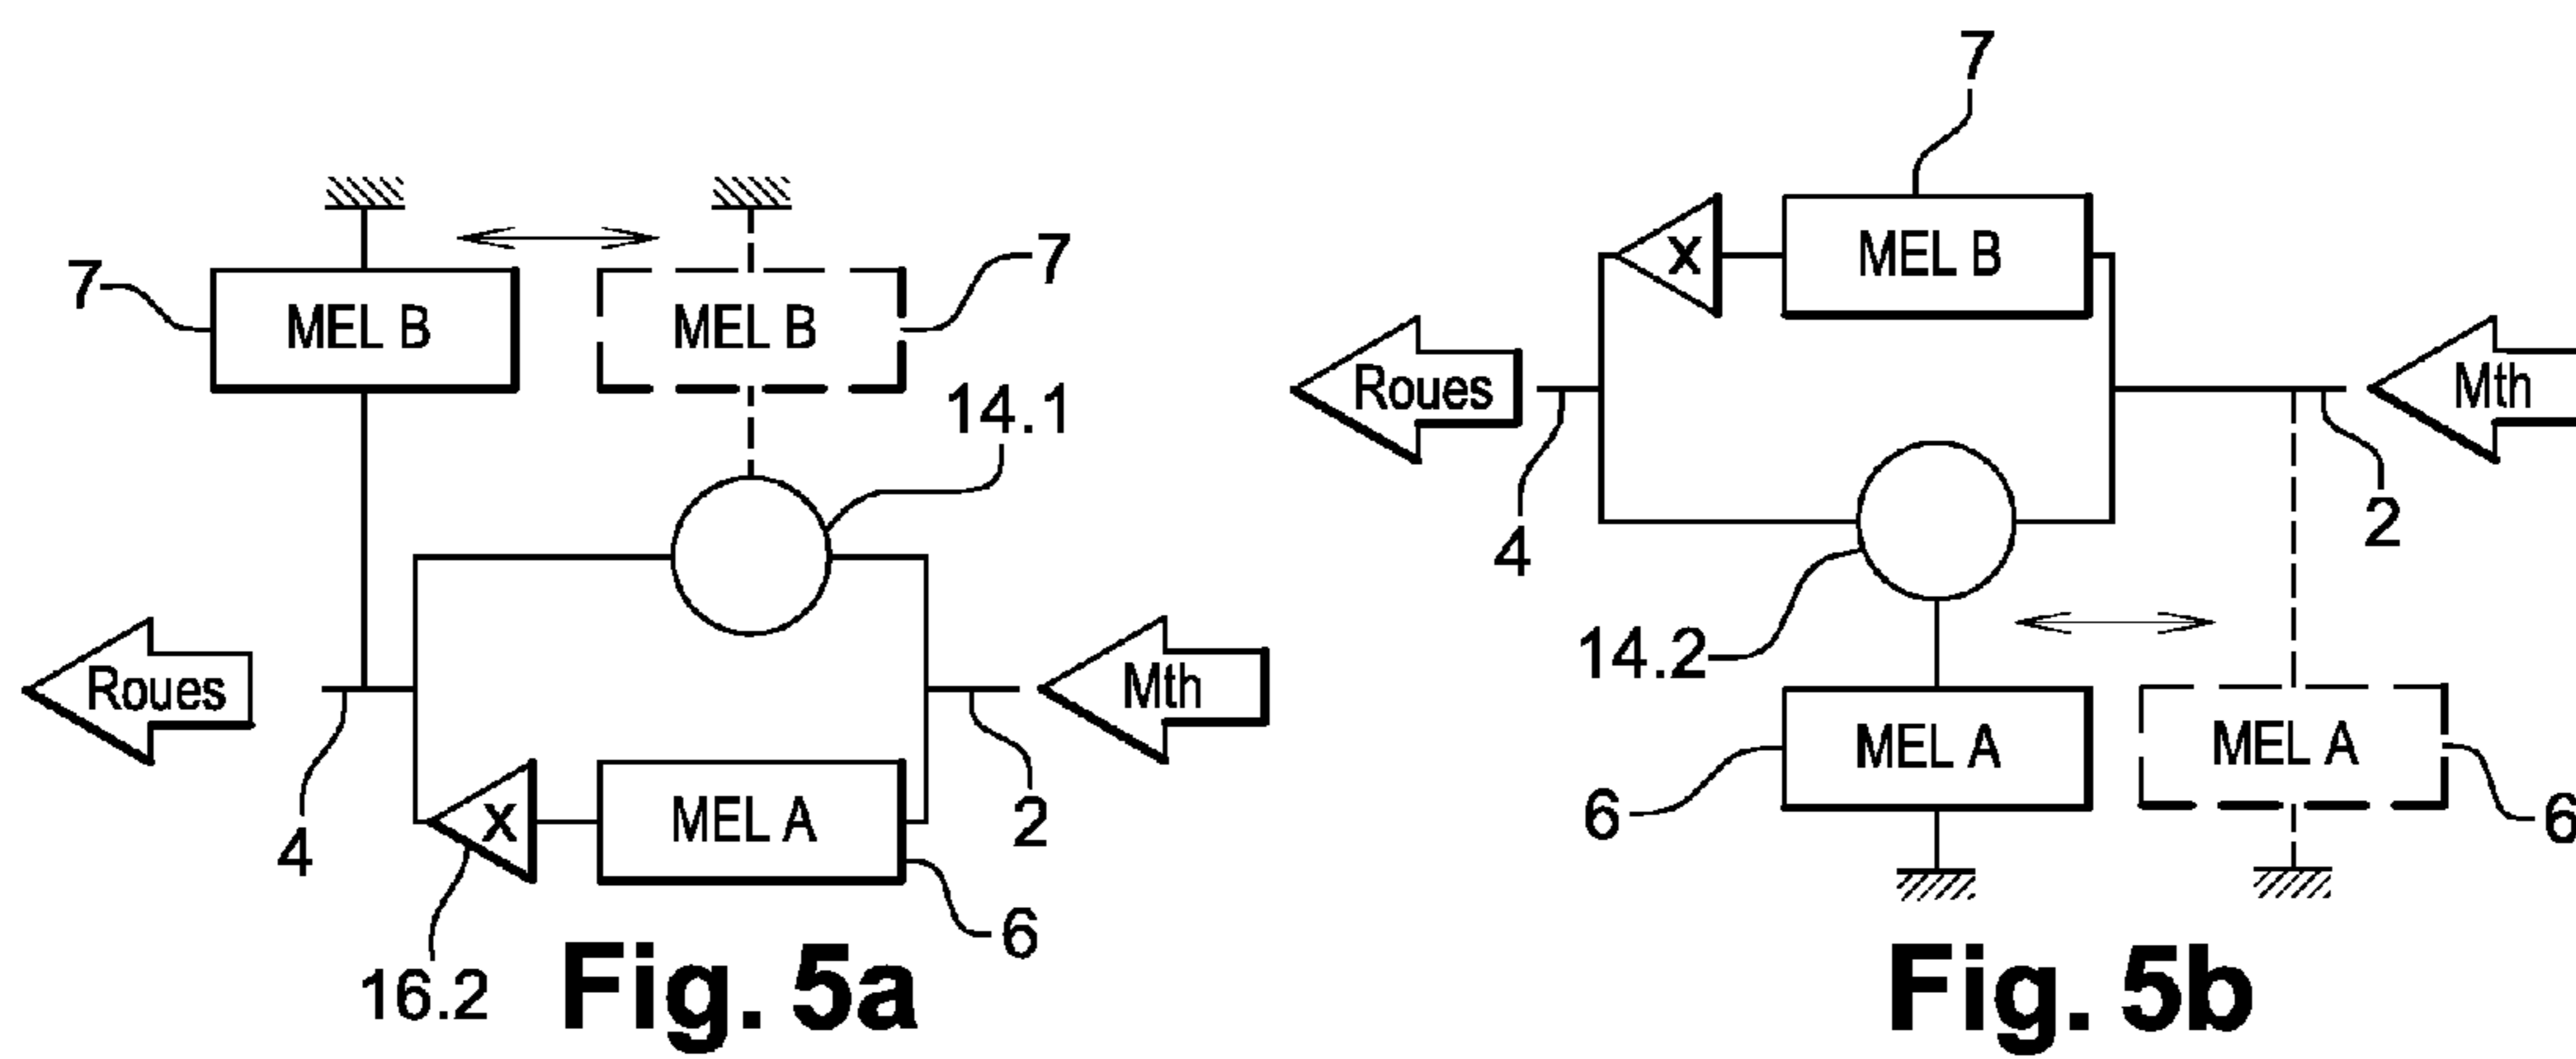 7
MEL B
MEL B
7
14.1
Roues
Mth
4
2
MEL A
X
16.2
6
Fig. 5a
7
X
MEL B
Roues
Mth
4
2
14.2
MEL A
MEL A
6
6
Fig. 5b